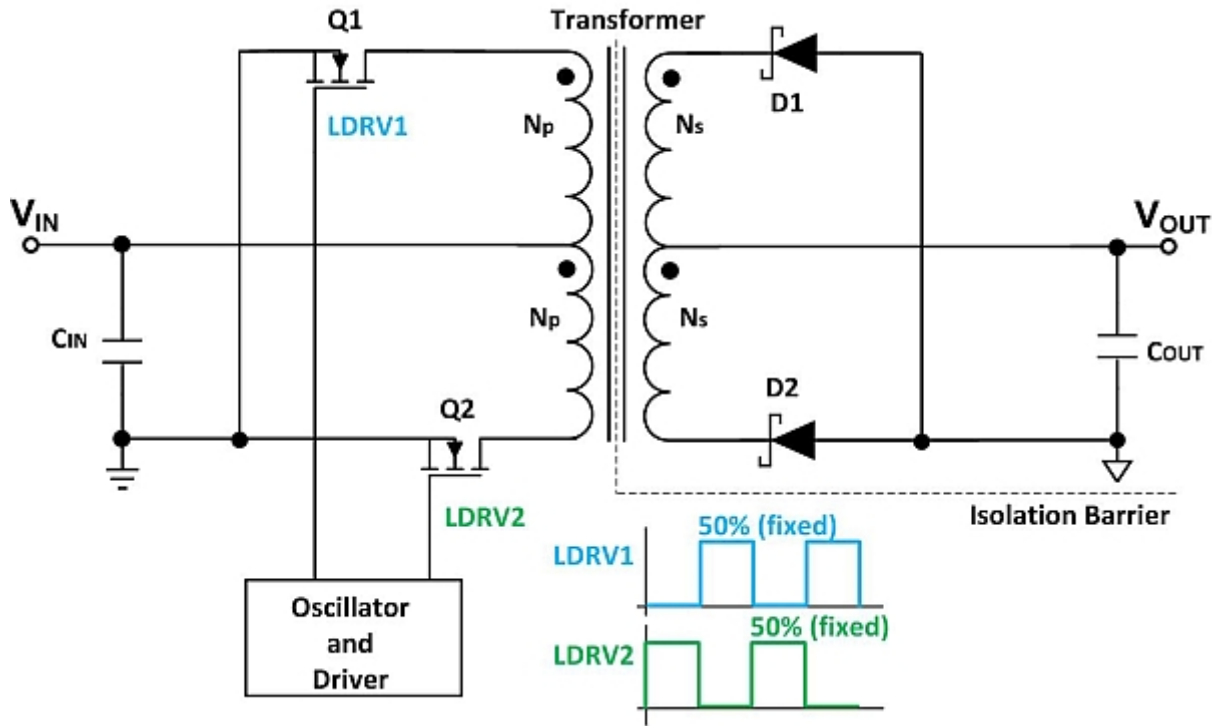 Q1
Transformer
LDRV1
Np
Ns
D1
VIN
VOUT
CIN
Np
Ns
COUT
Q2
D2
LDRV2
Isolation Barrier
Oscillator
and
Driver
LDRV1
50% (fixed)
LDRV2
50% (fixed)